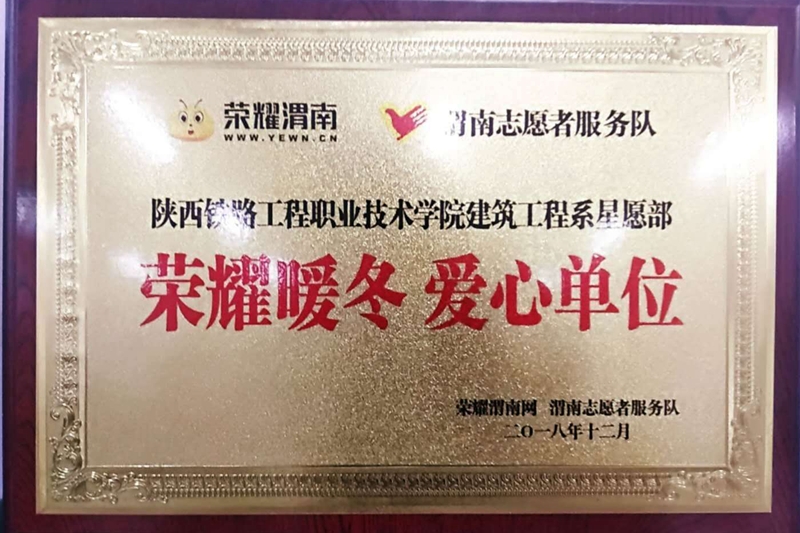 荣耀渭南 渭南志愿者服务队
WWW.YEWN.CN
陕西铁路工程职业技术学院建筑工程系星愿部
荣耀暖冬 爱心单位
荣耀渭南网 渭南志愿者服务队
二〇一八年十二月